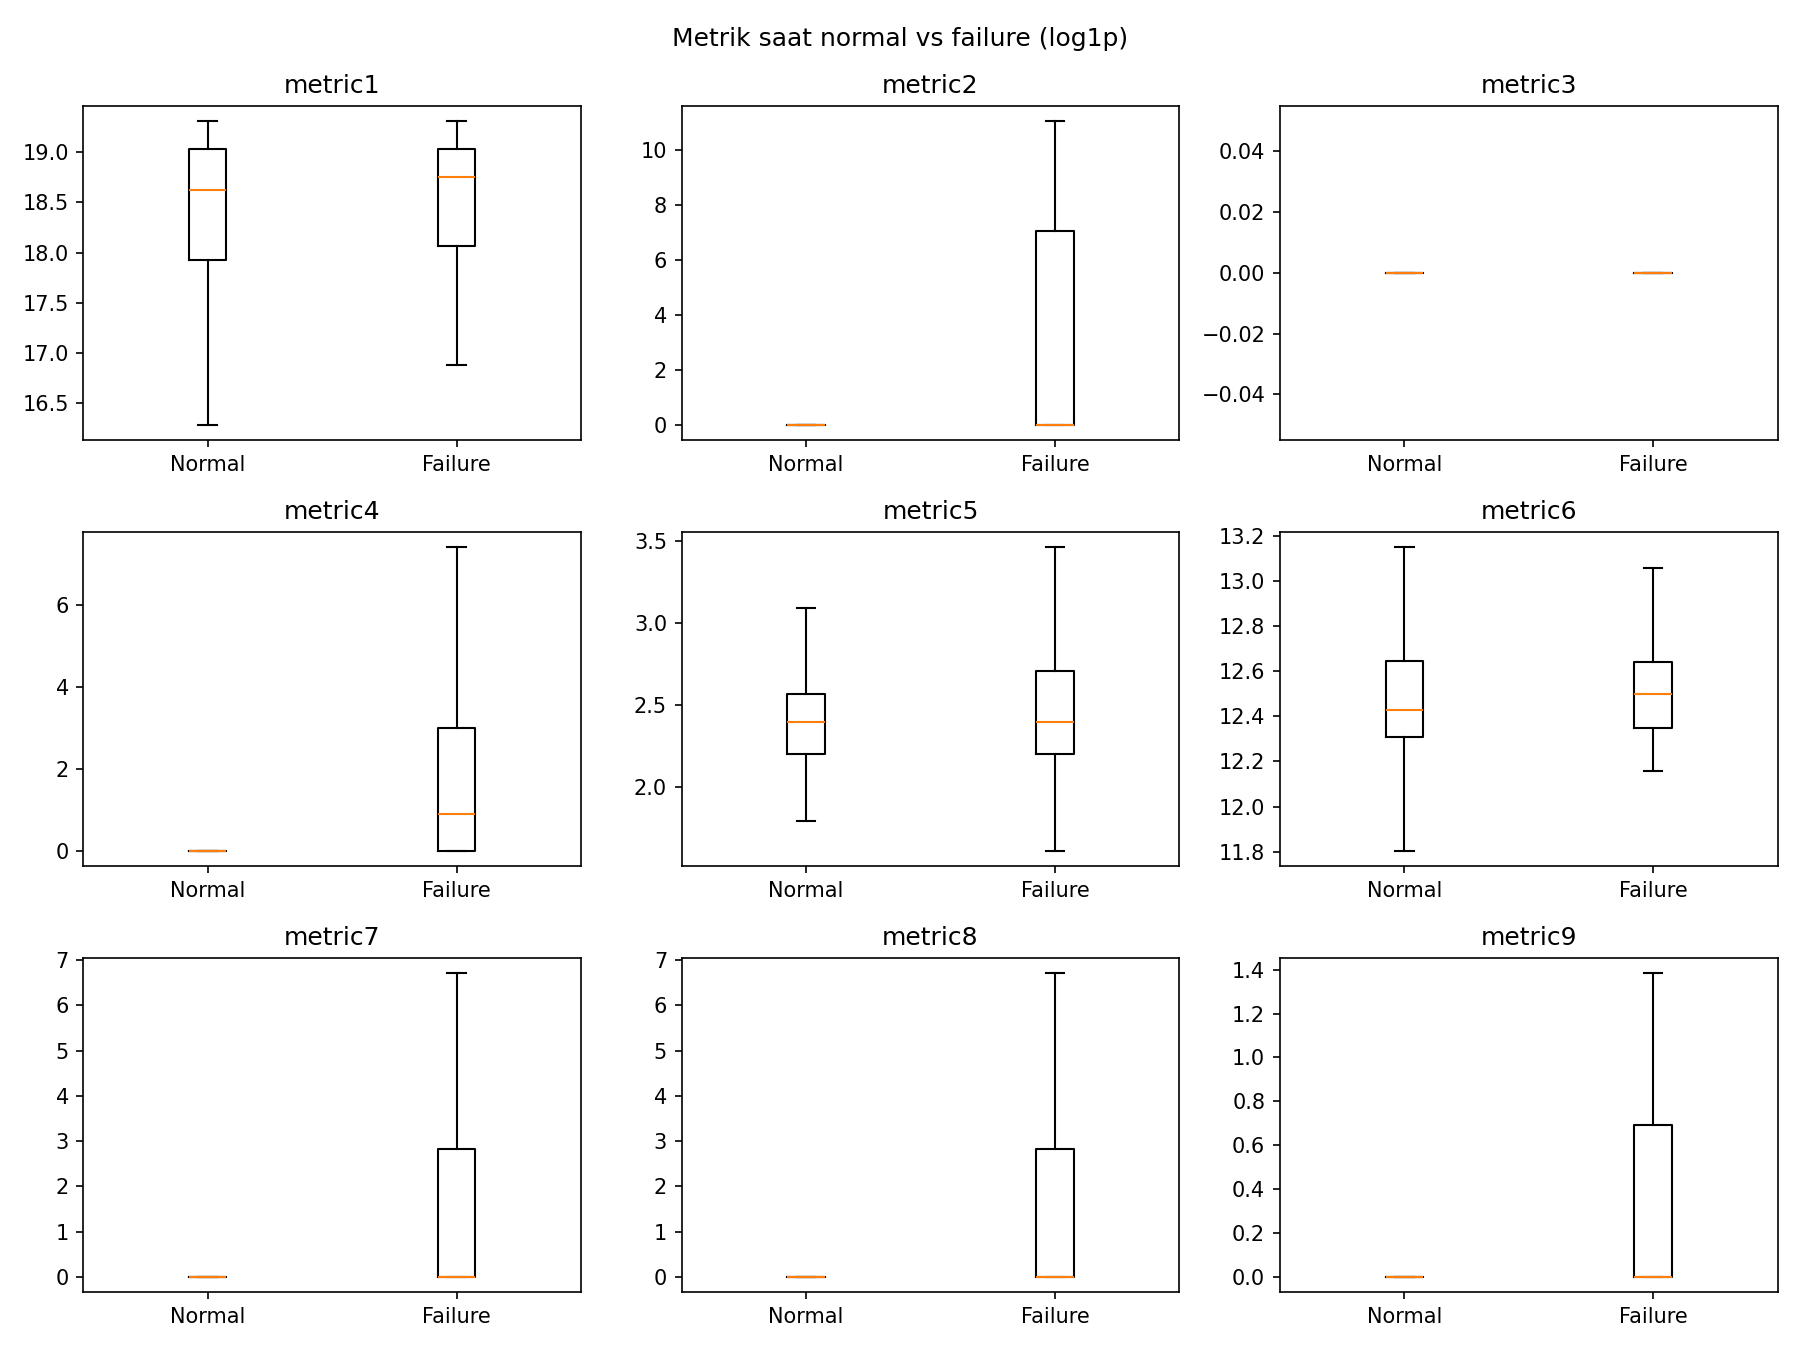 Metrik saat normal vs failure (log1p)
metric1
metric2
metric3
19.0
18.5
18.0
17.5
17.0
16.5
Normal
Failure
10
8
6
4
2
0
Normal
Failure
0.04
0.02
0.00
−0.02
−0.04
Normal
Failure
metric4
metric5
metric6
6
4
2
0
Normal
Failure
3.5
3.0
2.5
2.0
Normal
Failure
13.2
13.0
12.8
12.6
12.4
12.2
12.0
11.8
Normal
Failure
metric7
metric8
metric9
7
6
5
4
3
2
1
0
Normal
Failure
7
6
5
4
3
2
1
0
Normal
Failure
1.4
1.2
1.0
0.8
0.6
0.4
0.2
0.0
Normal
Failure